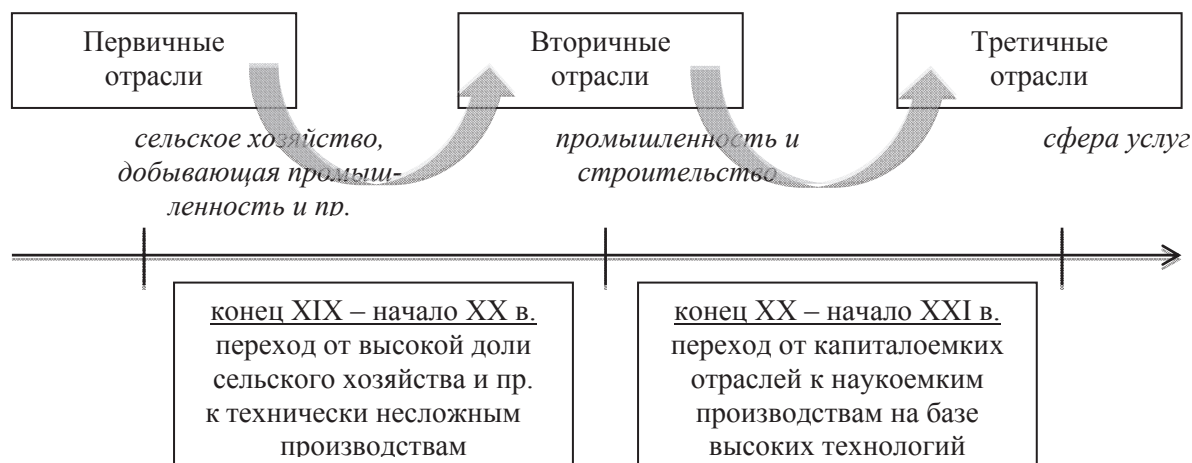 Первичные
отрасли
Вторичные
отрасли
Третичные
отрасли
сельское хозяйство,
добывающая промыш-
ленность и пр.
промышленность и
строительство
сфера услуг
конец XIX – начало XX в.
переход от высокой доли
сельского хозяйства и пр.
к технически несложным
производствам
конец XX – начало XXI в.
переход от капиталоемких
отраслей к наукоемким
производствам на базе
высоких технологий